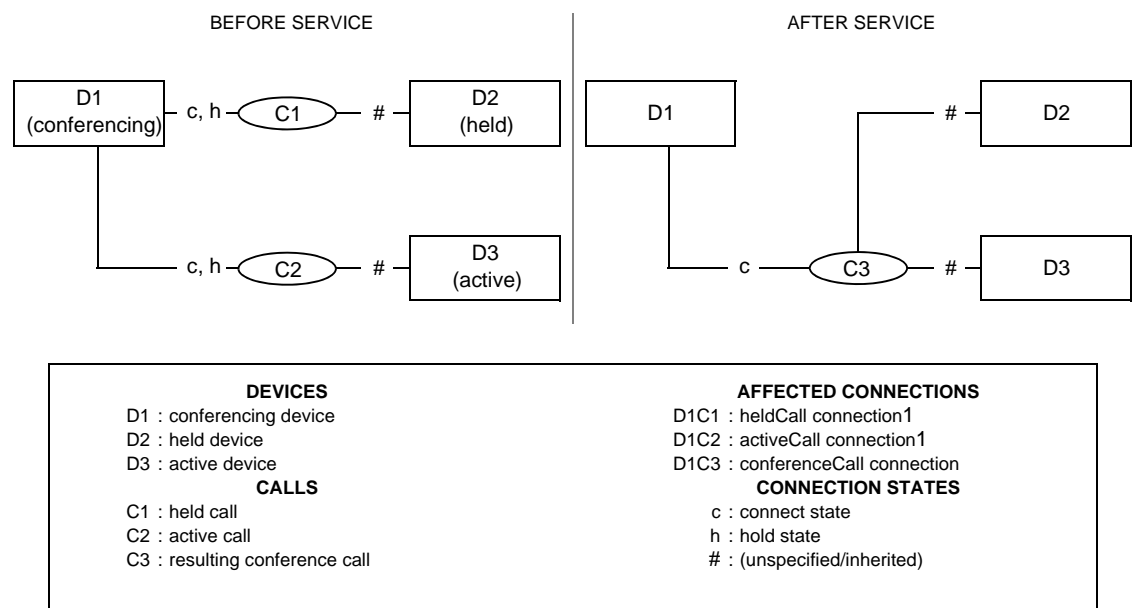 BEFORE SERVICE
AFTER SERVICE
D1
(conferencing)
c, h
C1
#
D2
(held)
c, h
C2
#
D3
(active)
D1
#
D2
c
C3
#
D3
DEVICES
D1 : conferencing device
D2 : held device
D3 : active device
CALLS
C1 : held call
C2 : active call
C3 : resulting conference call
AFFECTED CONNECTIONS
D1C1 : heldCall connection1
D1C2 : activeCall connection1
D1C3 : conferenceCall connection
CONNECTION STATES
c : connect state
h : hold state
# : (unspecified/inherited)